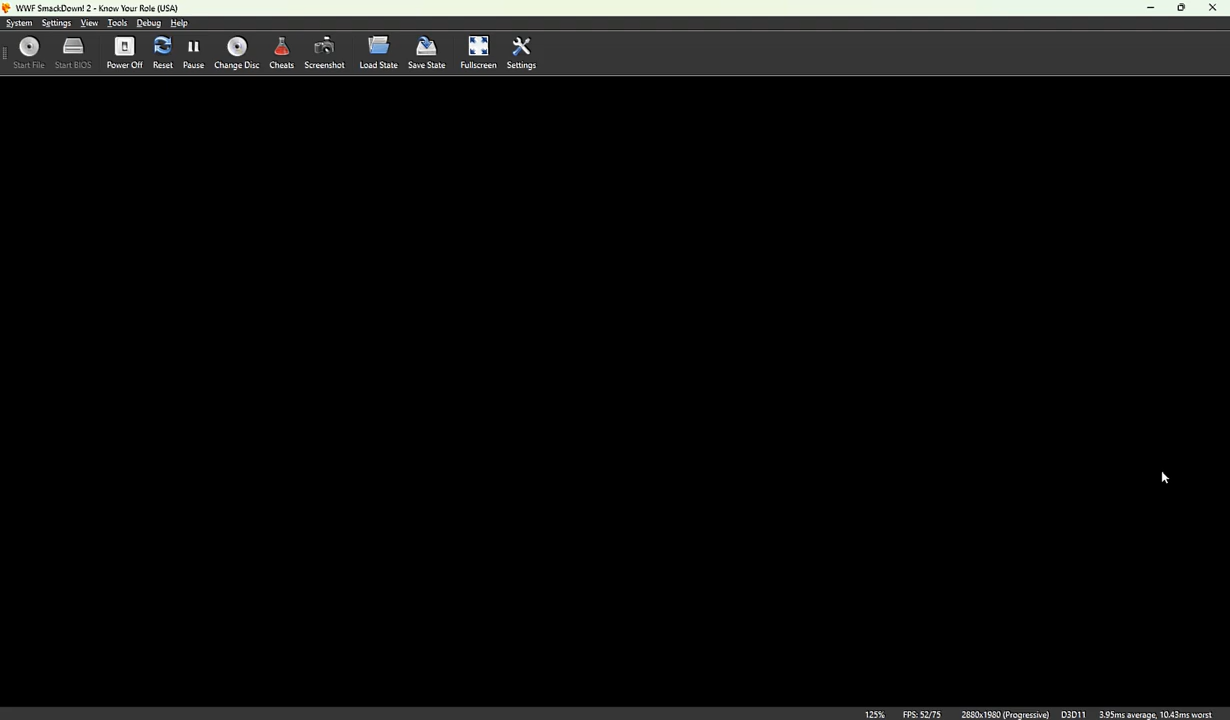 WWF SmackDown! 2 - Know Your Role (USA)
System Settings View Tools Debug Help
Start File Start BIOS Power Off Reset Pause Change Disc Cheats Screenshot Load State Save State Fullscreen Settings
125% FPS: 52/75 2880x1980 (Progressive) D3D11 3.95ms average, 10.43ms worst